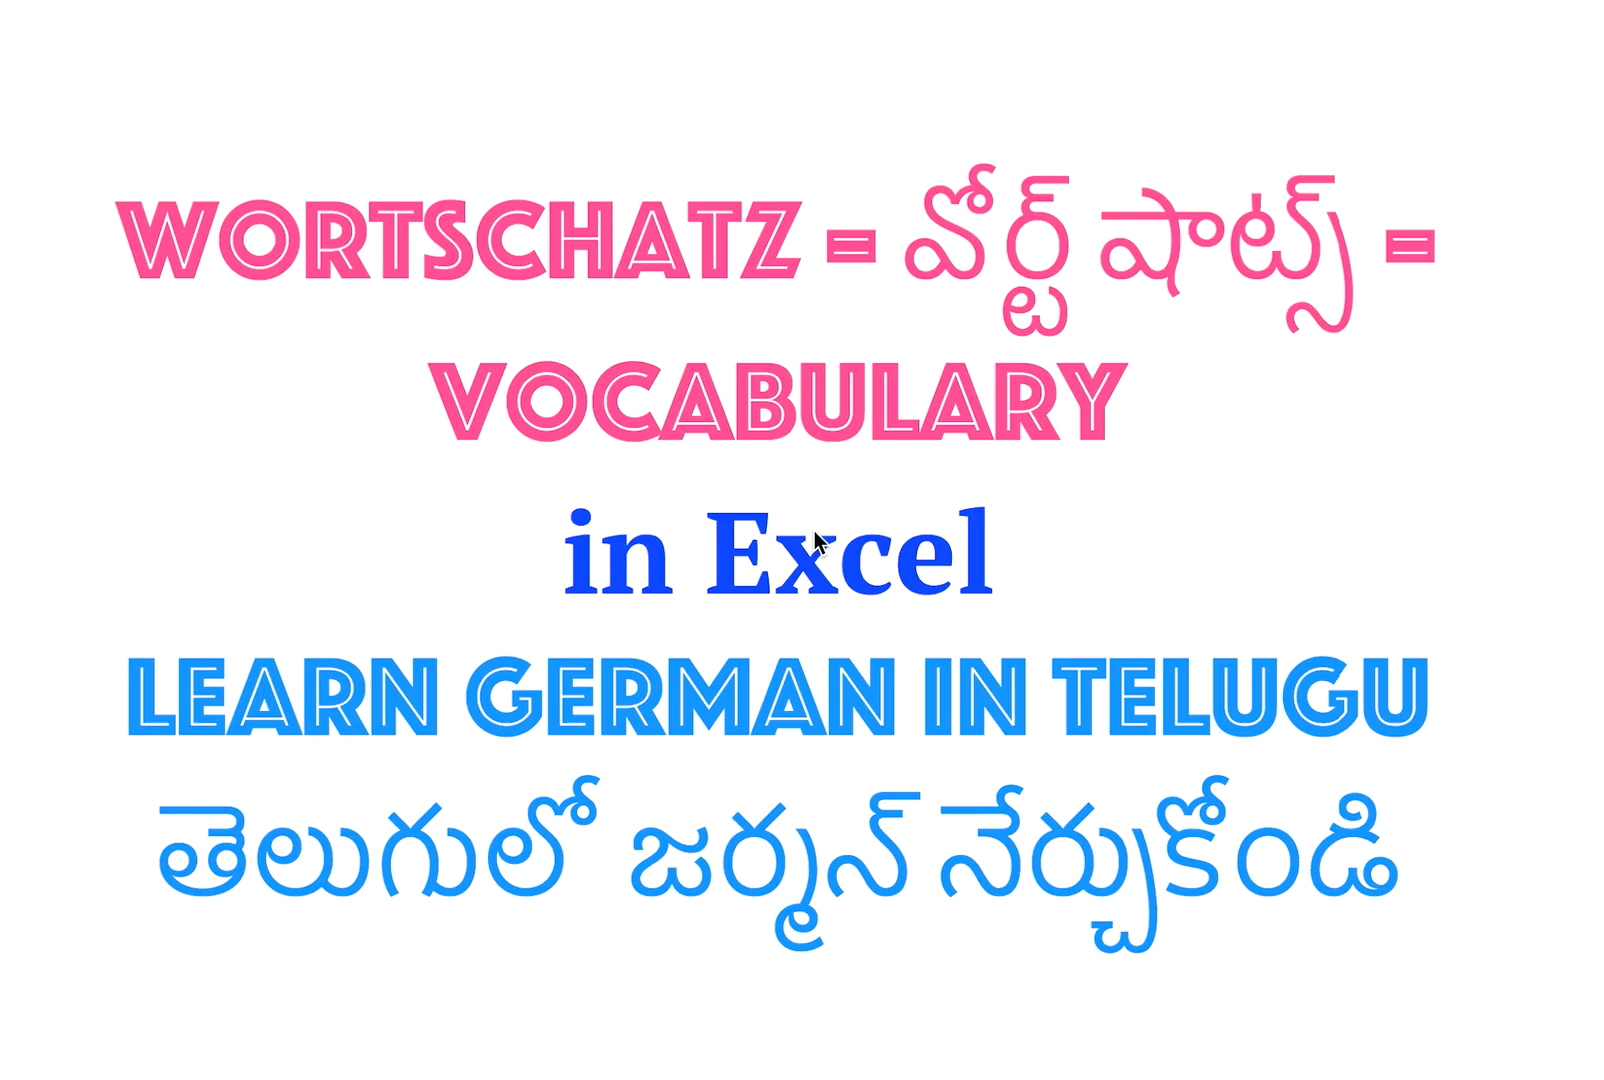 WORTSCHATZ = వోర్ట్ షాట్స్ =
VOCABULARY
in Excel
LEARN GERMAN IN TELUGU
తెలుగులో జర్మన్ నేర్చుకోండి